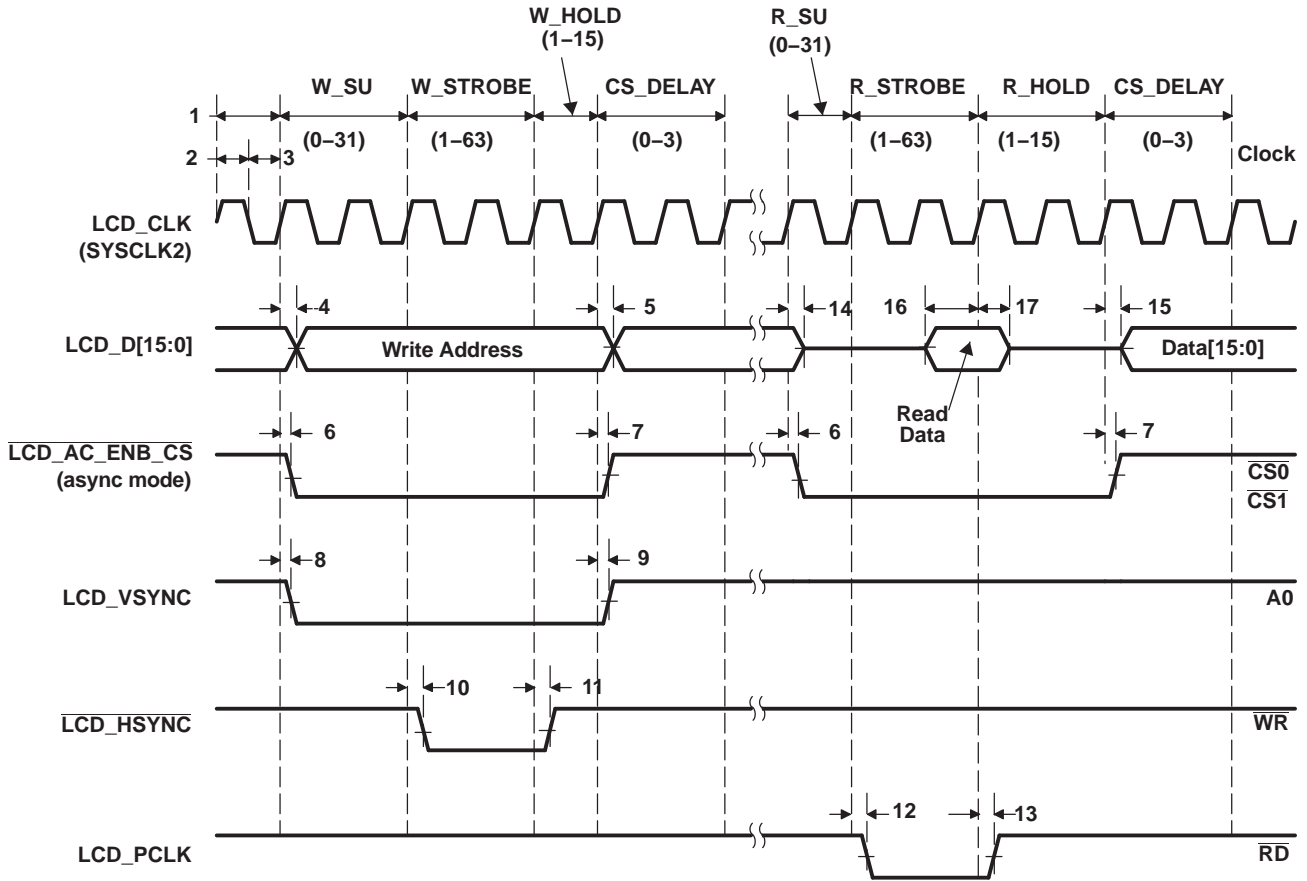 W_HOLD
(1–15)
R_SU
(0–31)
W_SU
W_STROBE
CS_DELAY
R_STROBE
R_HOLD
CS_DELAY
1
(0–31)
(1–63)
(0–3)
(1–63)
(1–15)
(0–3)
2
3
Clock
LCD_CLK
(SYSCLK2)
4
5
14
16
17
15
LCD_D[15:0]
Write Address
Data[15:0]
Read
Data
6
7
6
7
LCD_AC_ENB_CS
(async mode)
CS0
CS1
8
9
LCD_VSYNC
A0
10
11
LCD_HSYNC
WR
12
13
LCD_PCLK
RD